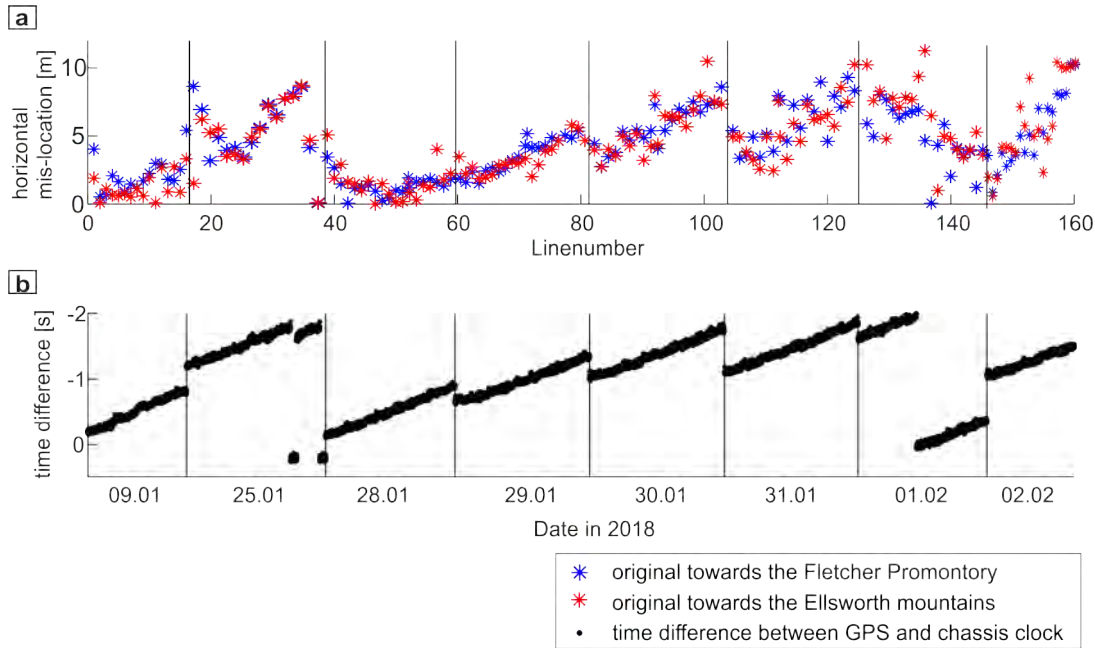 a
horizontal
mis-location [m]
10
5
0
0 20 40 60 80 100 120 140 160
Linenumber
b
time difference [s]
-2
-1
0
09.01 25.01 28.01 29.01 30.01 31.01 01.02 02.02
Date in 2018
original towards the Fletcher Promontory
original towards the Ellsworth mountains
time difference between GPS and chassis clock